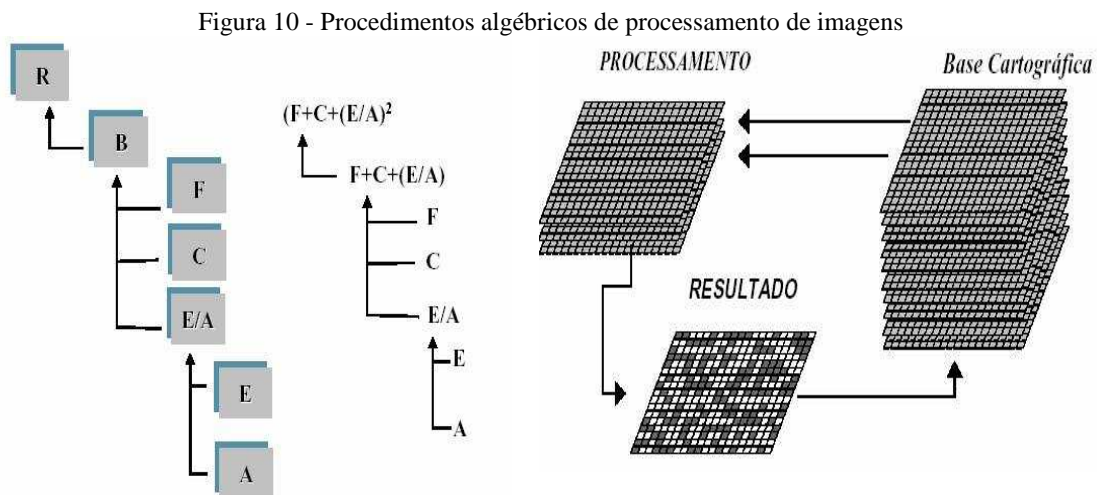 Figura 10 - Procedimentos algébricos de processamento de imagens
R
B
F
C
E/A
E
A
(F+C+(E/A)²
F+C+(E/A)
F
C
E/A
E
A
PROCESSAMENTO
Base Cartográfica
RESULTADO